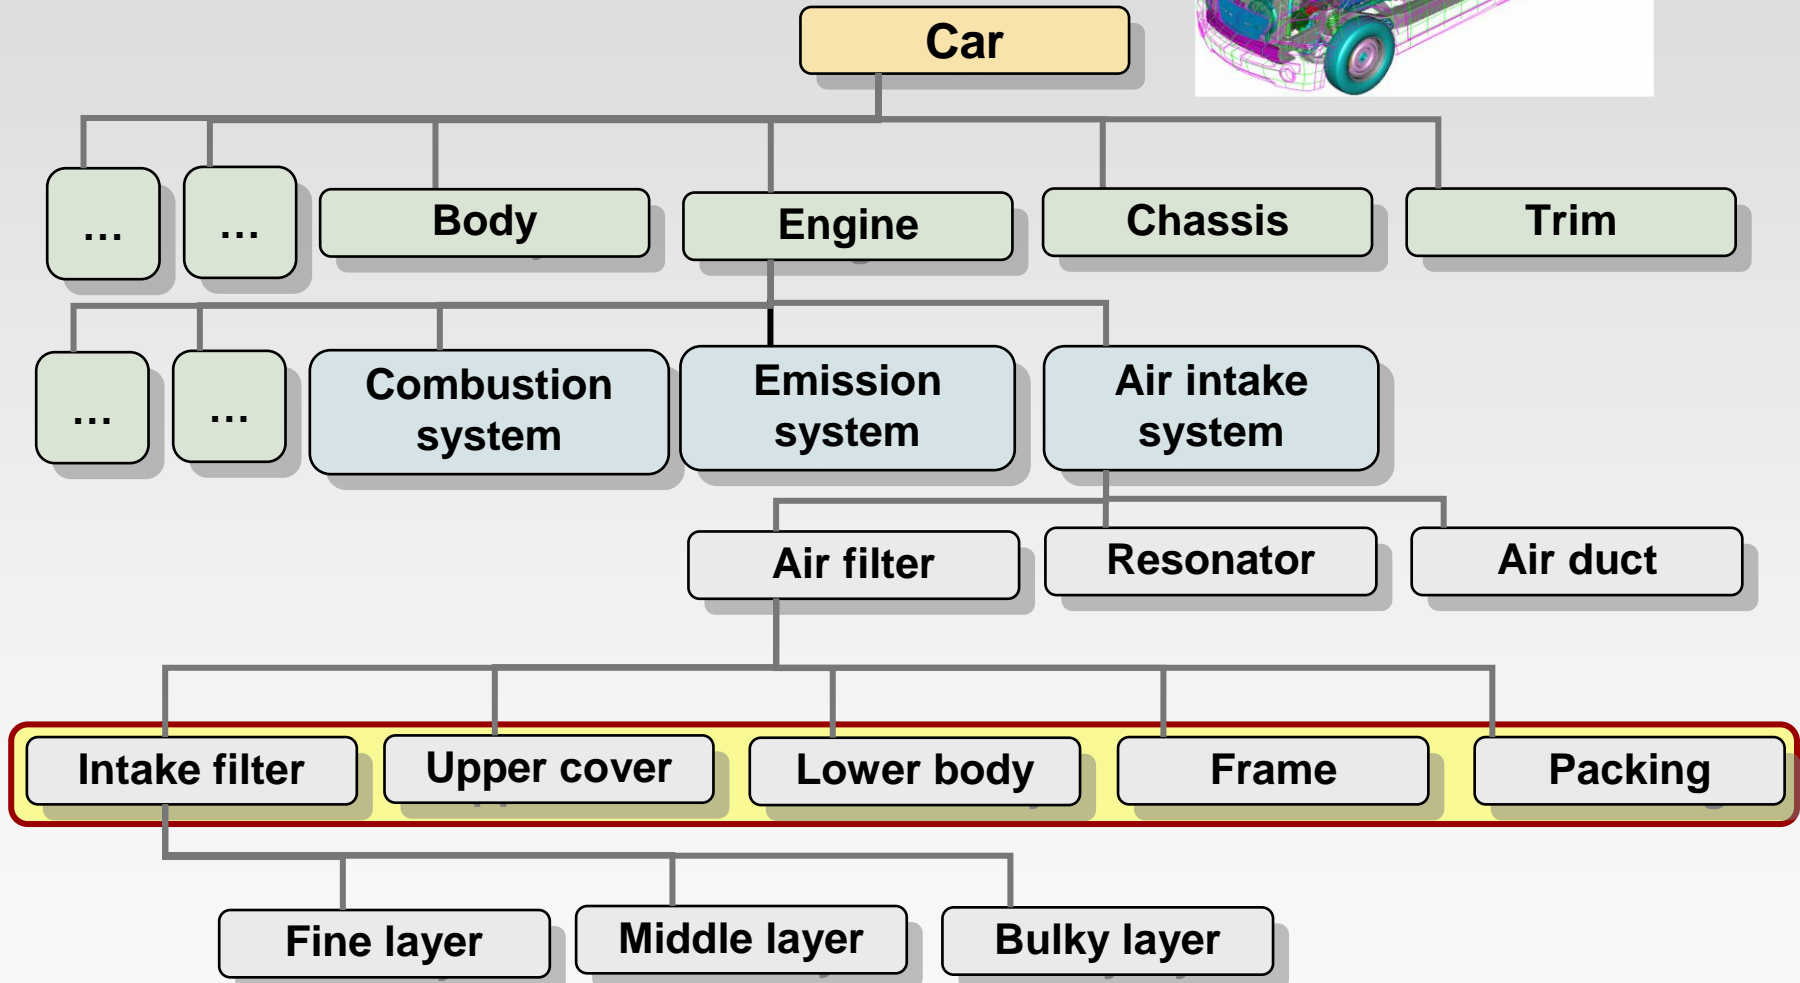 Car
...
...
Body
Engine
Chassis
Trim
...
...
Combustion
system
Emission
system
Air intake
system
Air filter
Resonator
Air duct
Intake filter
Upper cover
Lower body
Frame
Packing
Fine layer
Middle layer
Bulky layer